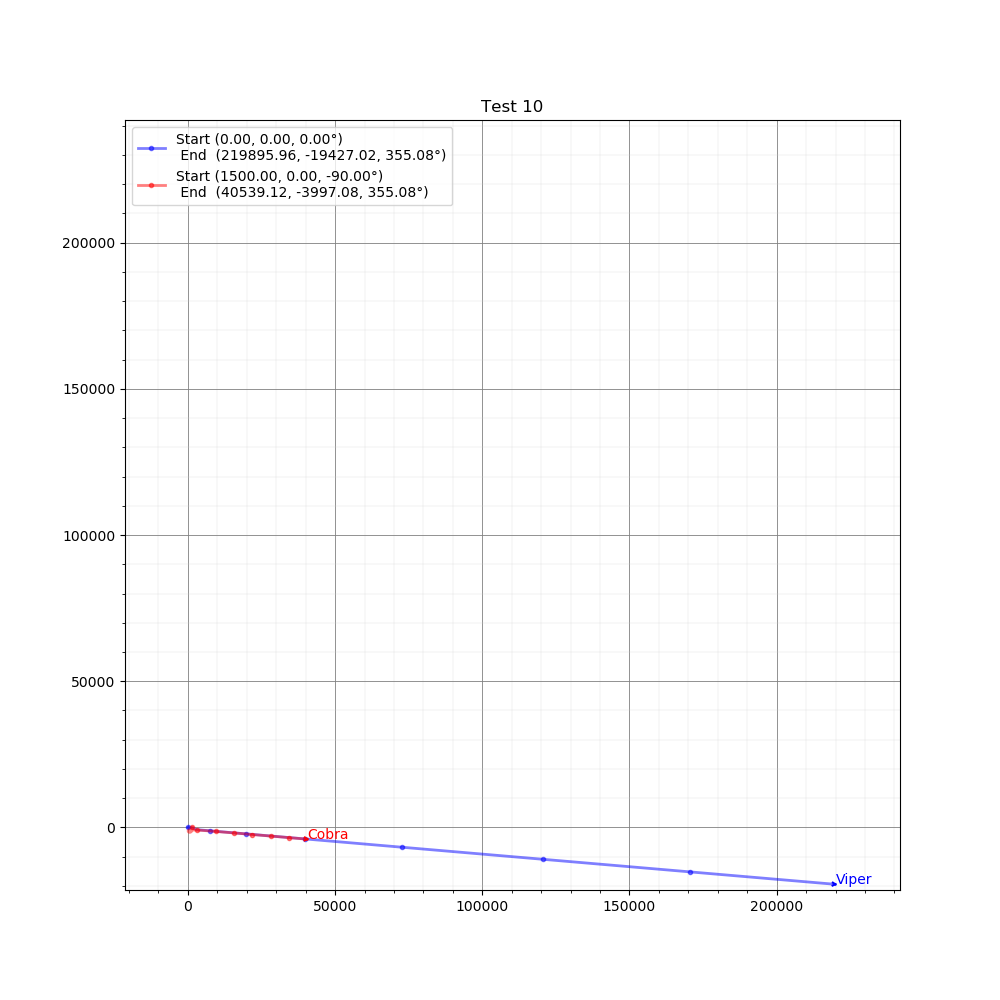 Test 10
Start (0.00, 0.00, 0.00°)
End (219895.96, -19427.02, 355.08°)
Start (1500.00, 0.00, -90.00°)
End (40539.12, -3997.08, 355.08°)
200000
150000
100000
50000
0
Cobra
Viper
0 50000 100000 150000 200000